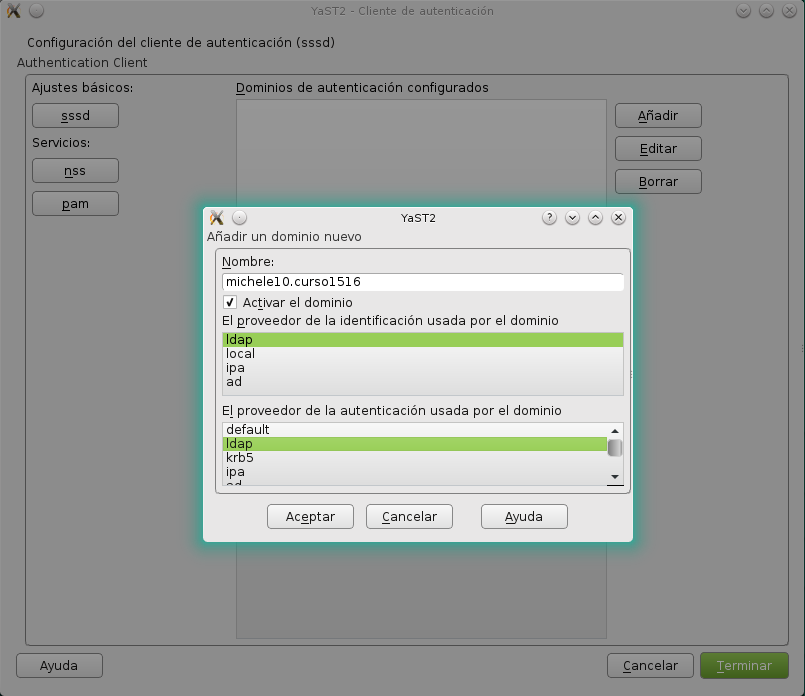 YaST2 - Cliente de autenticación
Configuración del cliente de autenticación (sssd)
Authentication Client
Ajustes básicos:
sssd
Servicios:
nss
pam
Dominios de autenticación configurados
Añadir
Editar
Borrar
YaST2
?
Añadir un dominio nuevo
Nombre:
michele10.curso1516
Activar el dominio
El proveedor de la identificación usada por el dominio
ldap
local
ipa
ad
El proveedor de la autenticación usada por el dominio
default
ldap
krb5
ipa
ad
Aceptar
Cancelar
Ayuda
Ayuda
Cancelar
Terminar